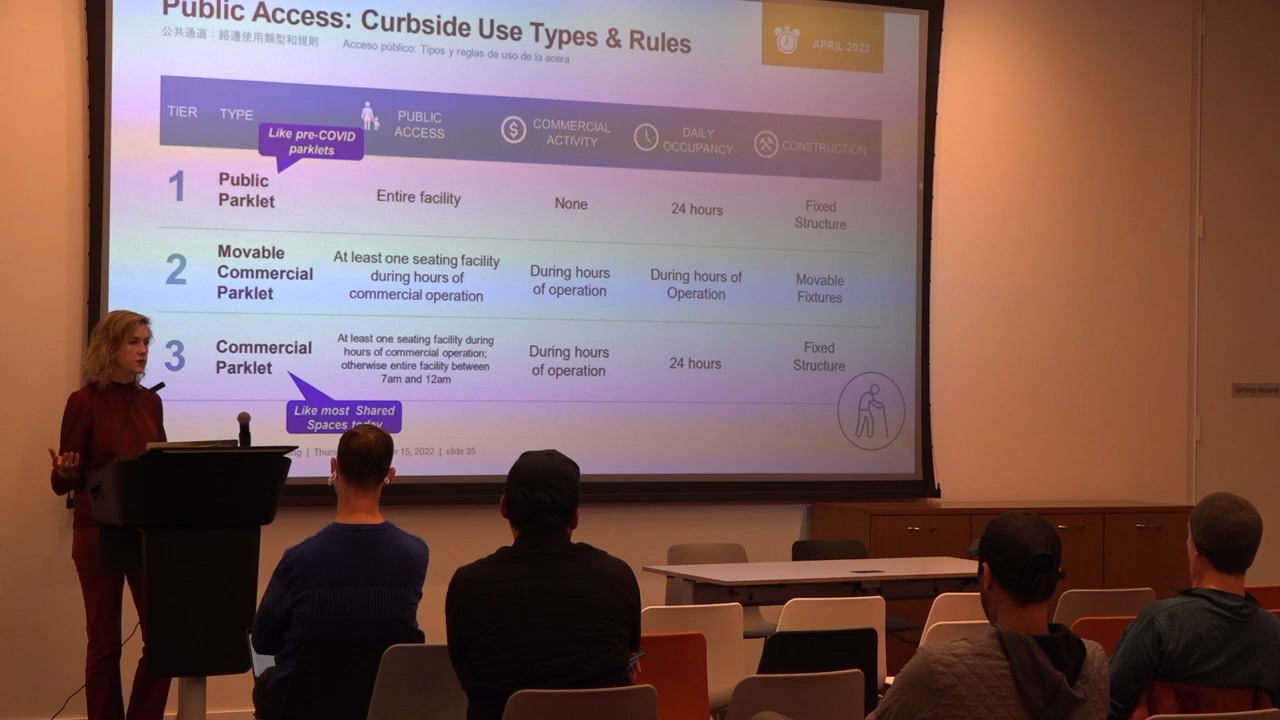 Public Access: Curbside Use Types & Rules
公共通道：路邊使用類型和規則 Acceso público: Tipos y reglas de uso de la acera
APRIL 2023
TIER TYPE PUBLIC ACCESS COMMERCIAL ACTIVITY DAILY OCCUPANCY CONSTRUCTION
Like pre-COVID
parklets
1 Public
Parklet
Entire facility
None
24 hours
Fixed
Structure
2 Movable
Commercial
Parklet
At least one seating facility
during hours of
commercial operation
During hours
of operation
During hours of
Operation
Movable
Fixtures
3 Commercial
Parklet
At least one seating facility during
hours of commercial operation;
otherwise entire facility between
7am and 12am
During hours
of operation
24 hours
Fixed
Structure
Like most Shared
Spaces today
15, 2022 | slide 35